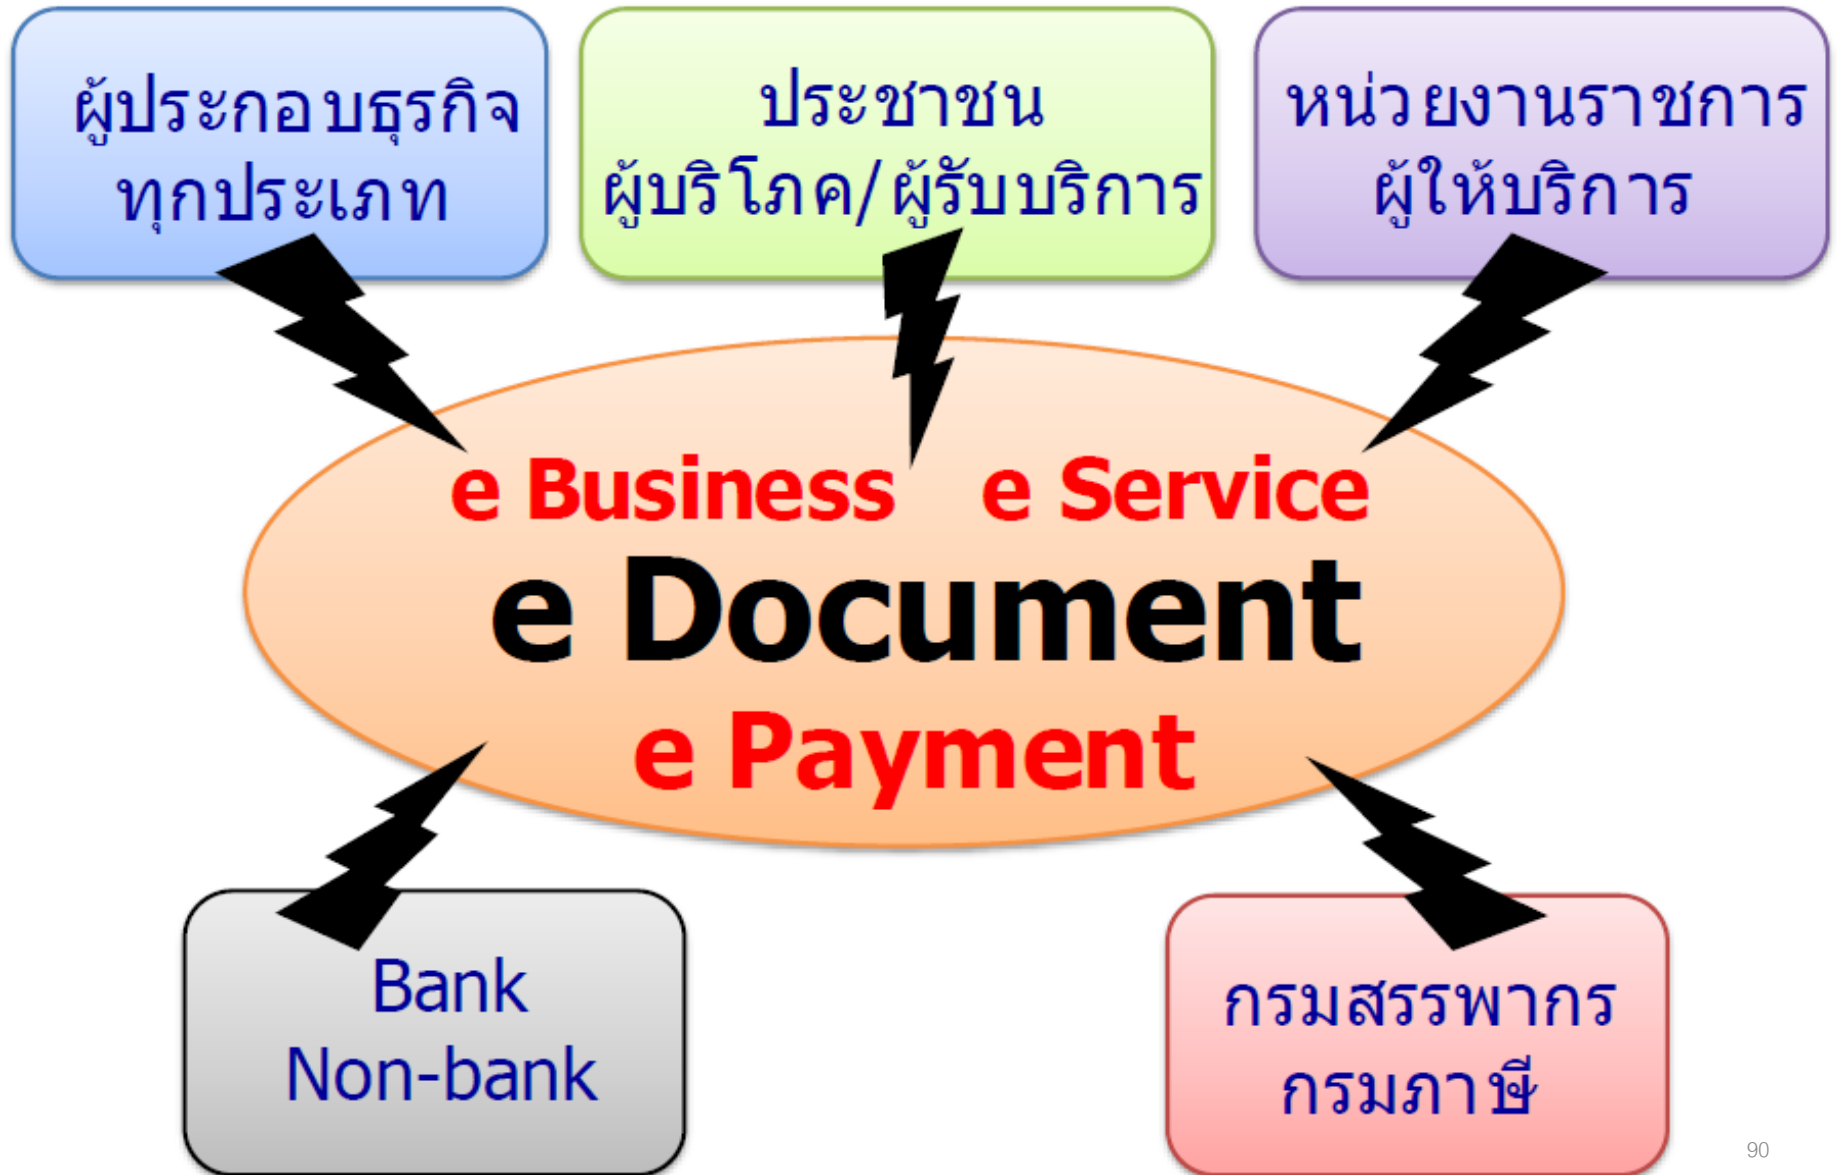 ผู้ประกอบธุรกิจ
ทุกประเภท
ประชาชน
ผู้บริโภค/ผู้รับบริการ
หน่วยงานราชการ
ผู้ให้บริการ
e Business e Service
e Document
e Payment
Bank
Non-bank
กรมสรรพากร
กรมภาษี
90